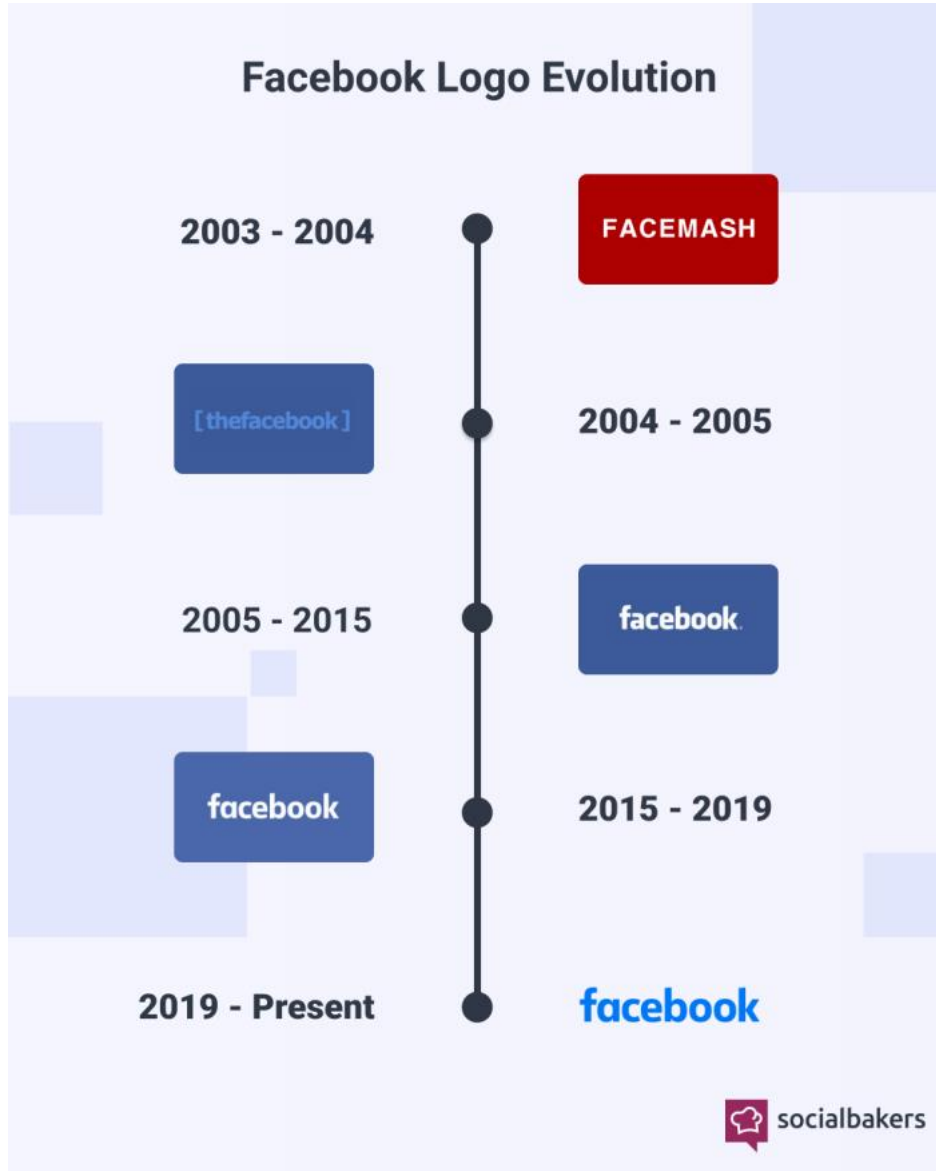 Facebook Logo Evolution
2003 - 2004
FACEMASH
[thefacebook]
2004 - 2005
2005 - 2015
facebook.
facebook
2015 - 2019
2019 - Present
facebook
socialbakers